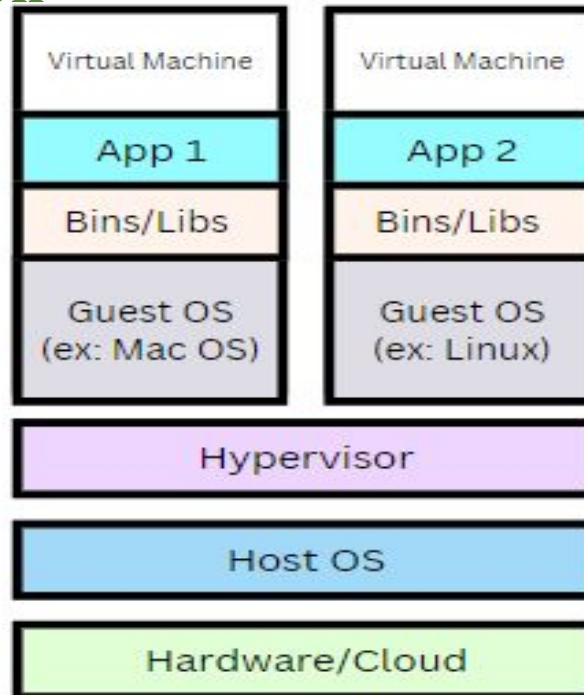 Virtual Machine
App 1
Bins/Libs
Guest OS
(ex: Mac OS)
Virtual Machine
App 2
Bins/Libs
Guest OS
(ex: Linux)
Hypervisor
Host OS
Hardware/Cloud